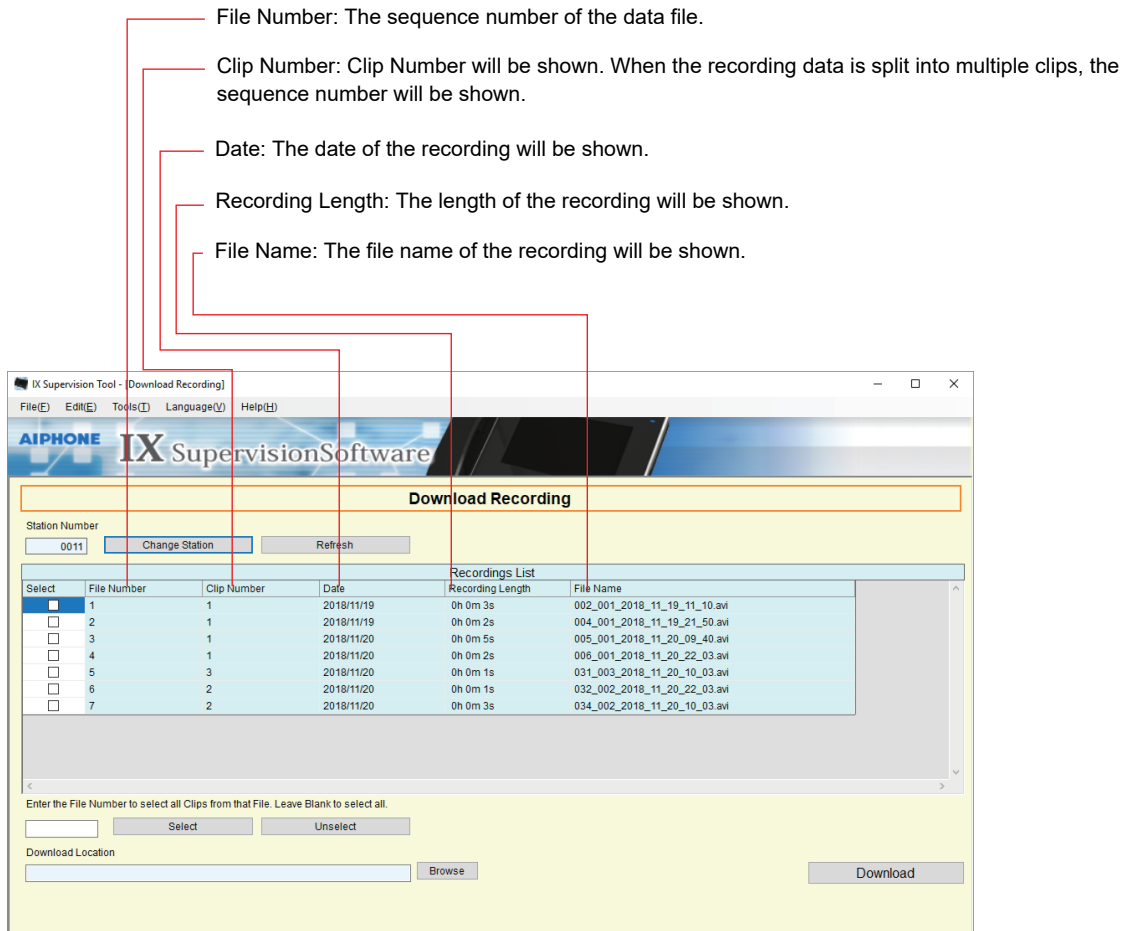 File Number: The sequence number of the data file.
Clip Number: Clip Number will be shown. When the recording data is split into multiple clips, the
sequence number will be shown.
Date: The date of the recording will be shown.
Recording Length: The length of the recording will be shown.
File Name: The file name of the recording will be shown.
IX Supervision Tool - [Download Recording]
File(F) Edit(E) Tools(T) Language(V) Help(H)
AIPHONE IX SupervisionSoftware
Download Recording
Station Number
0011 Change Station Refresh
Recordings List
Select File Number Clip Number Date Recording Length File Name
1 1 2018/11/19 0h 0m 3s 002_001_2018_11_19_11_10.avi
2 1 2018/11/19 0h 0m 2s 004_001_2018_11_19_21_50.avi
3 1 2018/11/20 0h 0m 5s 005_001_2018_11_20_09_40.avi
4 1 2018/11/20 0h 0m 2s 006_001_2018_11_20_22_03.avi
5 3 2018/11/20 0h 0m 1s 031_003_2018_11_20_10_03.avi
6 2 2018/11/20 0h 0m 1s 032_002_2018_11_20_22_03.avi
7 2 2018/11/20 0h 0m 3s 034_002_2018_11_20_10_03.avi
Enter the File Number to select all Clips from that File. Leave Blank to select all.
Select Unselect
Download Location
Browse Download